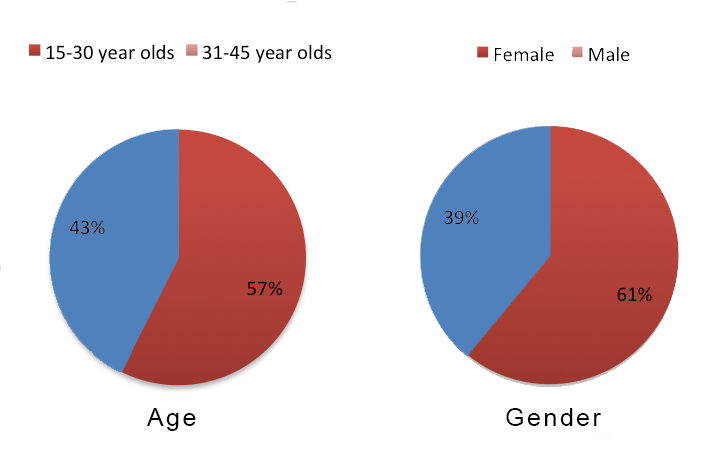 15-30 year olds 31-45 year olds
43%
57%
Age
Female Male
39%
61%
Gender